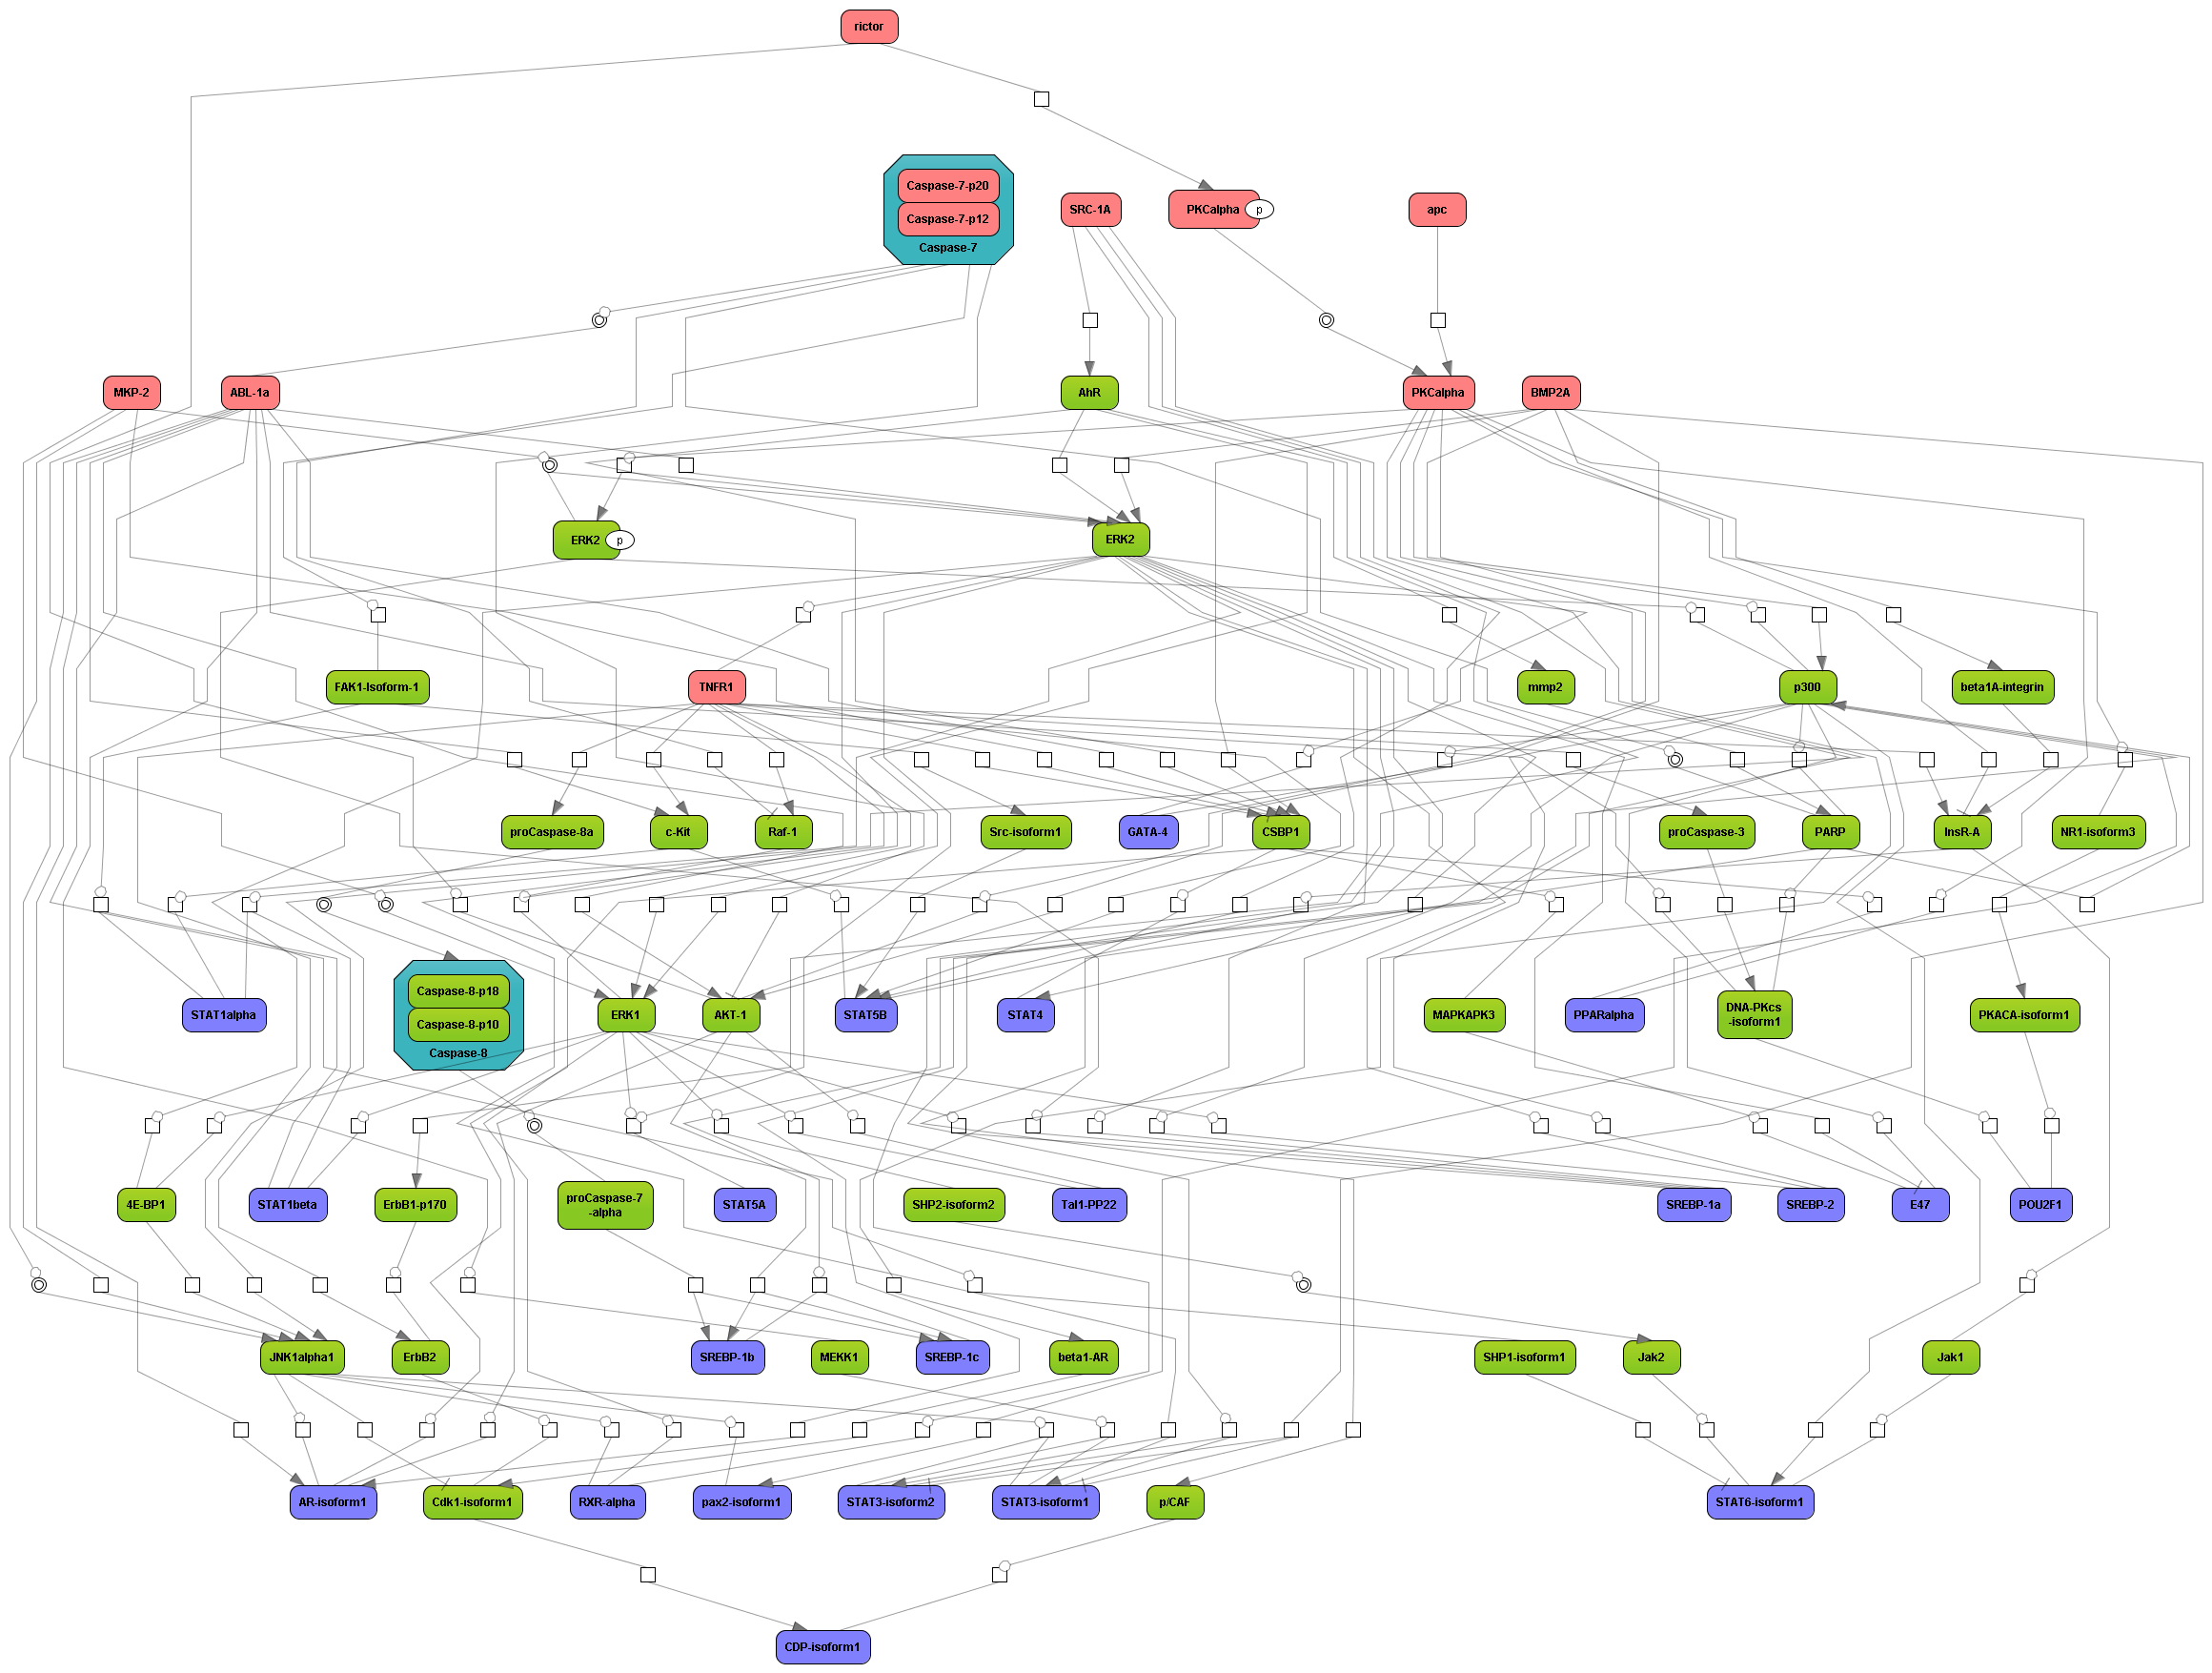 rictor
Caspase-7-p20
Caspase-7-p12
Caspase-7
SRC-1A
PKCalpha
p
apc
MKP-2
ABL-1a
AhR
PKCalpha
BMP2A
ERK2
p
ERK2
FAK1-Isoform-1
TNFR1
mmp2
p300
beta1A-integrin
proCaspase-8a
c-Kit
Raf-1
Src-isoform1
GATA-4
CSBP1
proCaspase-3
PARP
InsR-A
NR1-isoform3
Caspase-8-p18
Caspase-8-p10
Caspase-8
STAT1alpha
ERK1
AKT-1
STAT5B
STAT4
MAPKAPK3
PPARalpha
DNA-PKcs
-isoform1
PKACA-isoform1
4E-BP1
STAT1beta
ErbB1-p170
proCaspase-7
-alpha
STAT5A
SHP2-isoform2
Tal1-PP22
SREBP-1a
SREBP-2
E47
POU2F1
JNK1alpha1
ErbB2
SREBP-1b
MEKK1
SREBP-1c
beta1-AR
SHP1-isoform1
Jak2
Jak1
AR-isoform1
Cdk1-isoform1
RXR-alpha
pax2-isoform1
STAT3-isoform2
STAT3-isoform1
p/CAF
STAT6-isoform1
CDP-isoform1